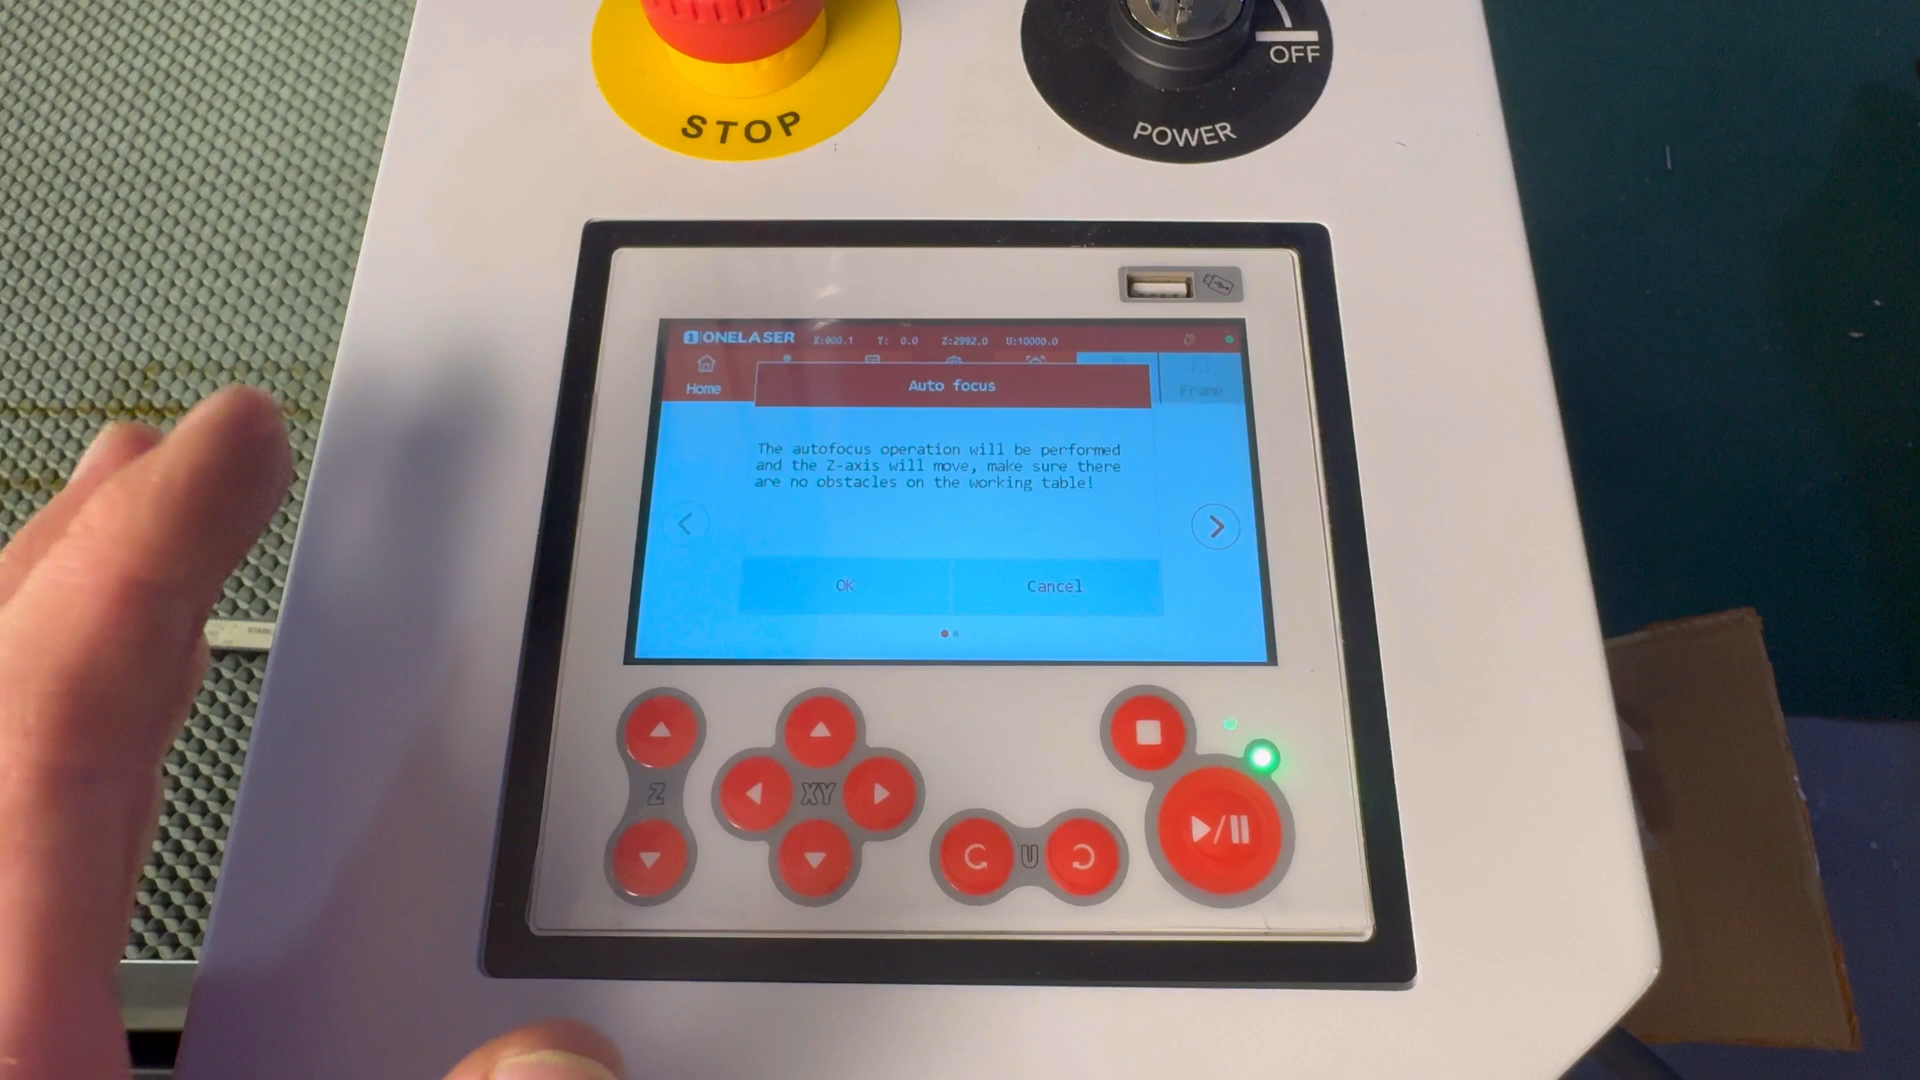 STOP
OFF
POWER
1 ONELASER X:900.1 Y: 0.0 Z:2992.0 U:10000.0
Home
Auto focus
Frame
The autofocus operation will be performed
and the Z-axis will move, make sure there
are no obstacles on the working table!
OK
Cancel
Z
XY
U